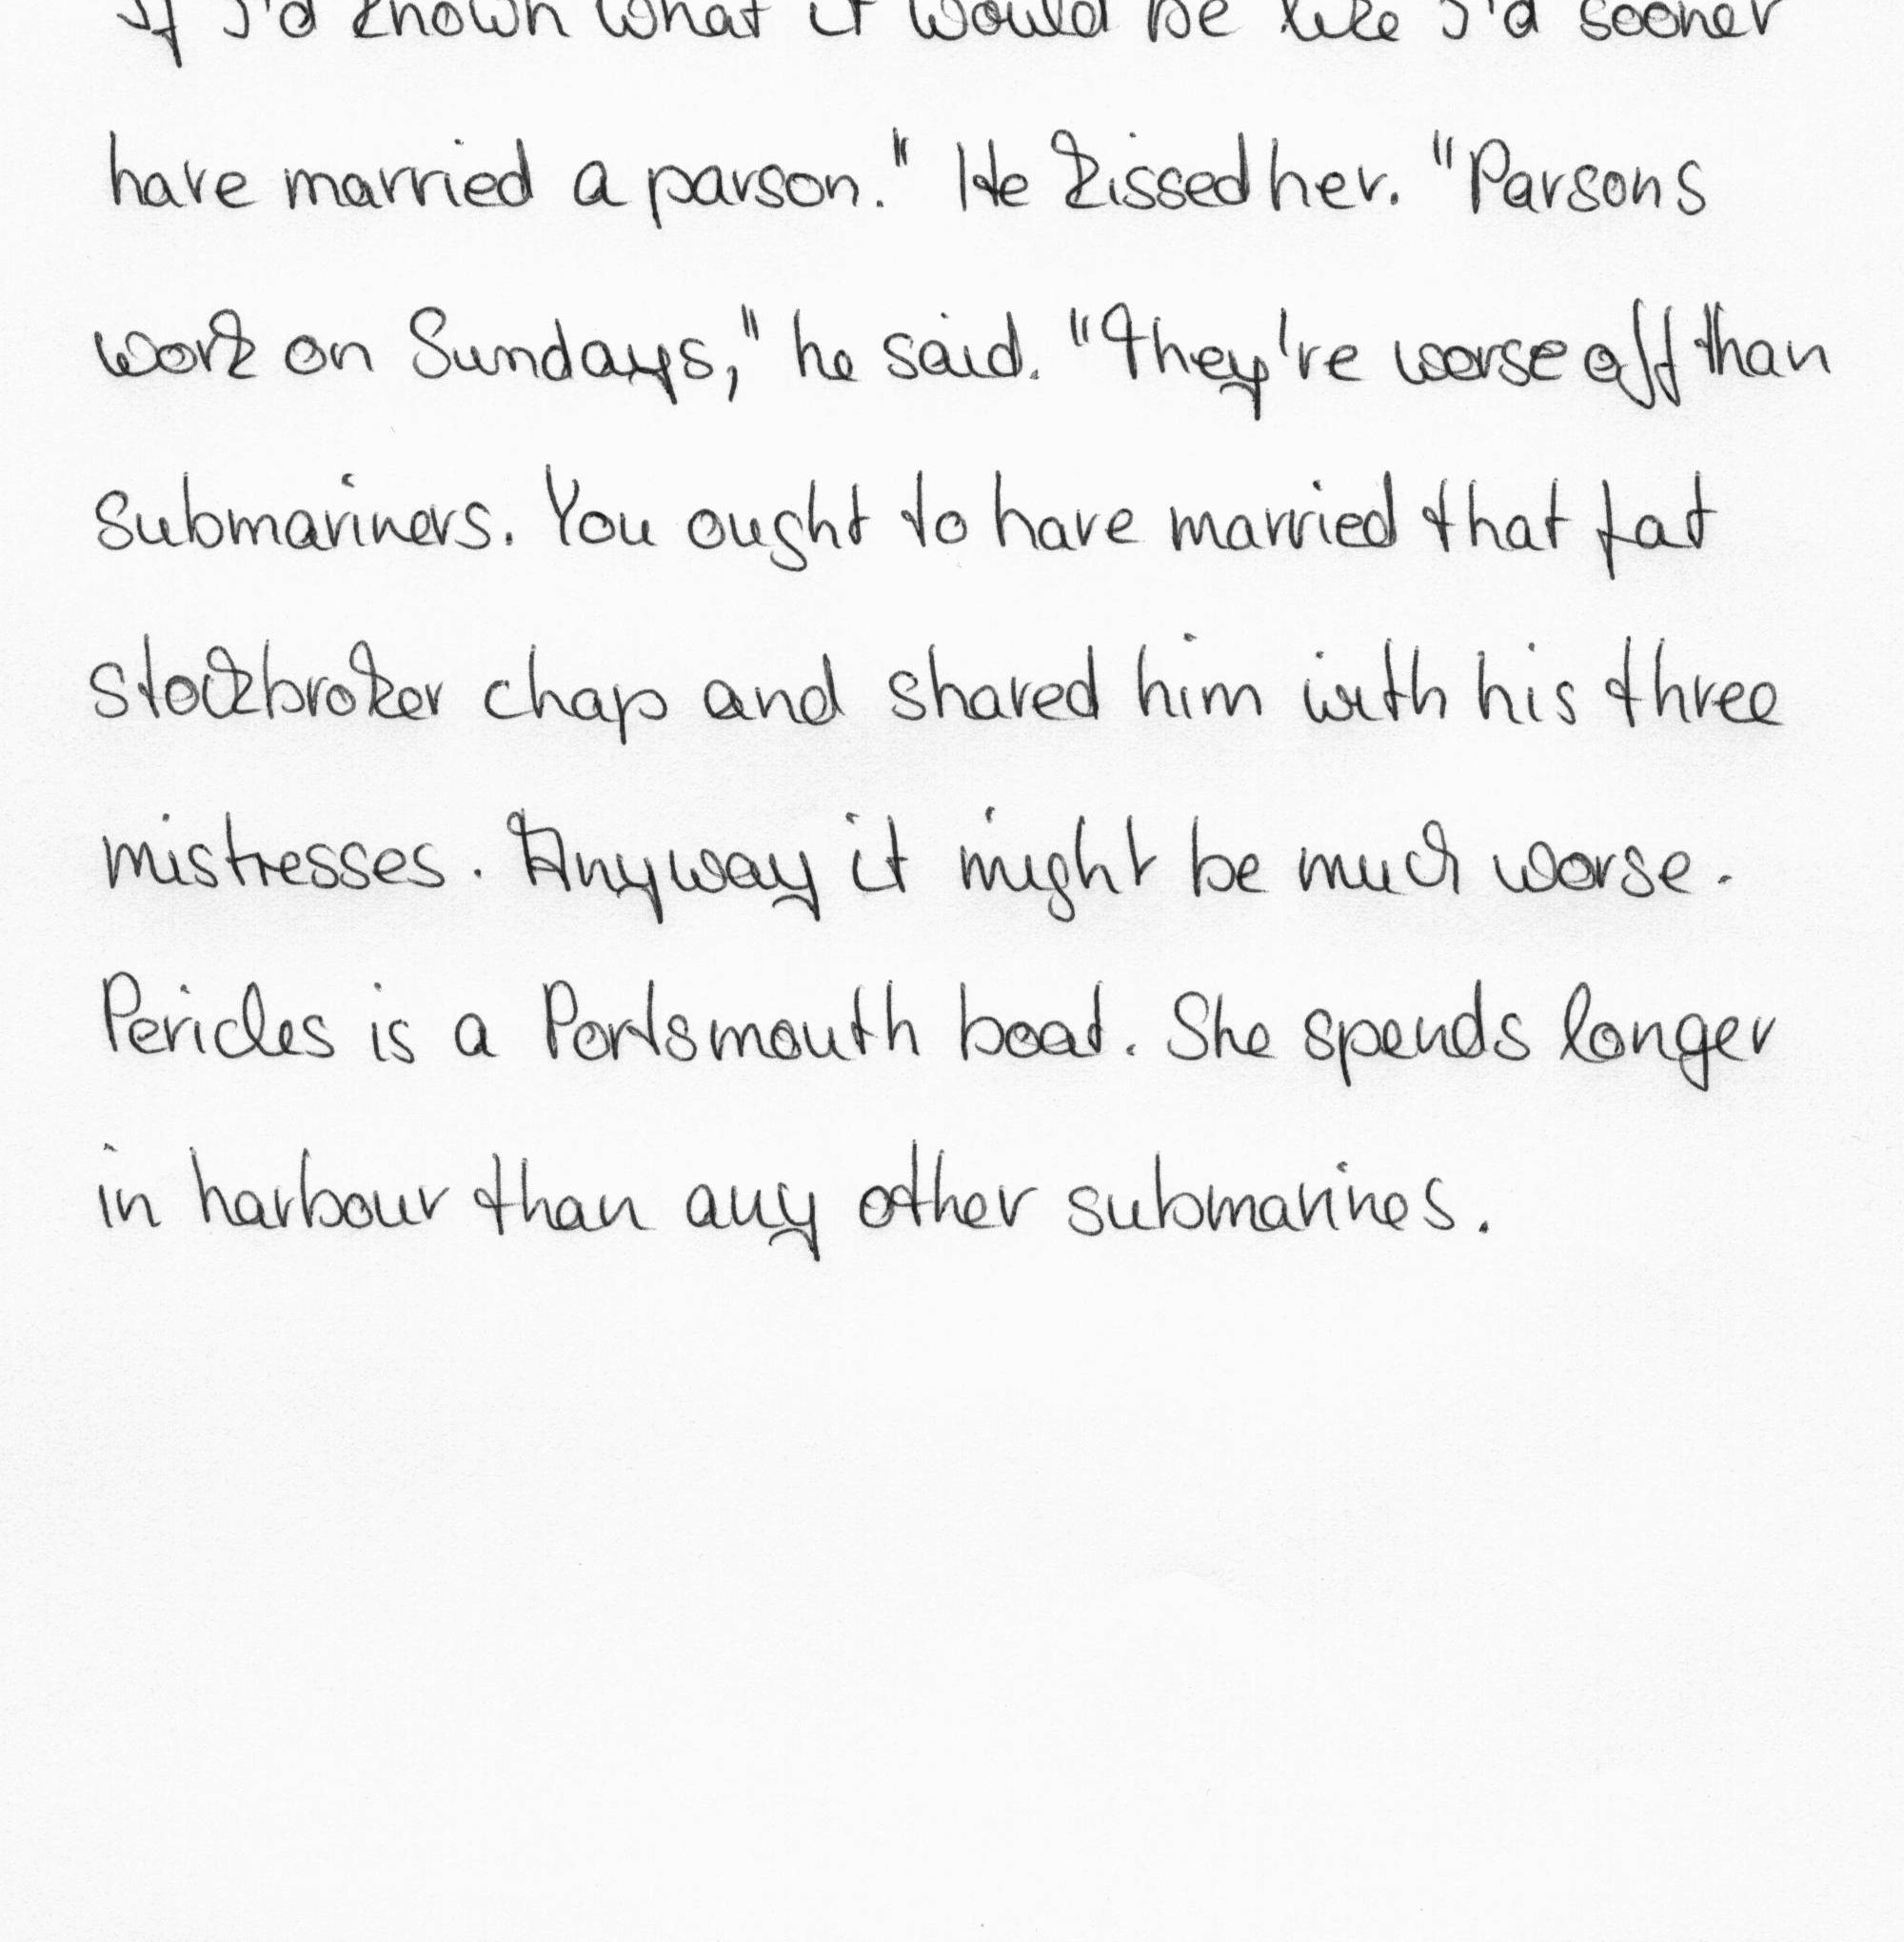 If I'd known what it would be like I'd sooner
have married a parson." He kissed her. "Parsons
work on Sundays," he said. "They're worse off than
submariners. You ought to have married that fat
stockbroker chap and shared him with his three
mistresses. Anyway it might be much worse.
Pericles is a Portsmouth boat. She spends longer
in harbour than any other submarines.